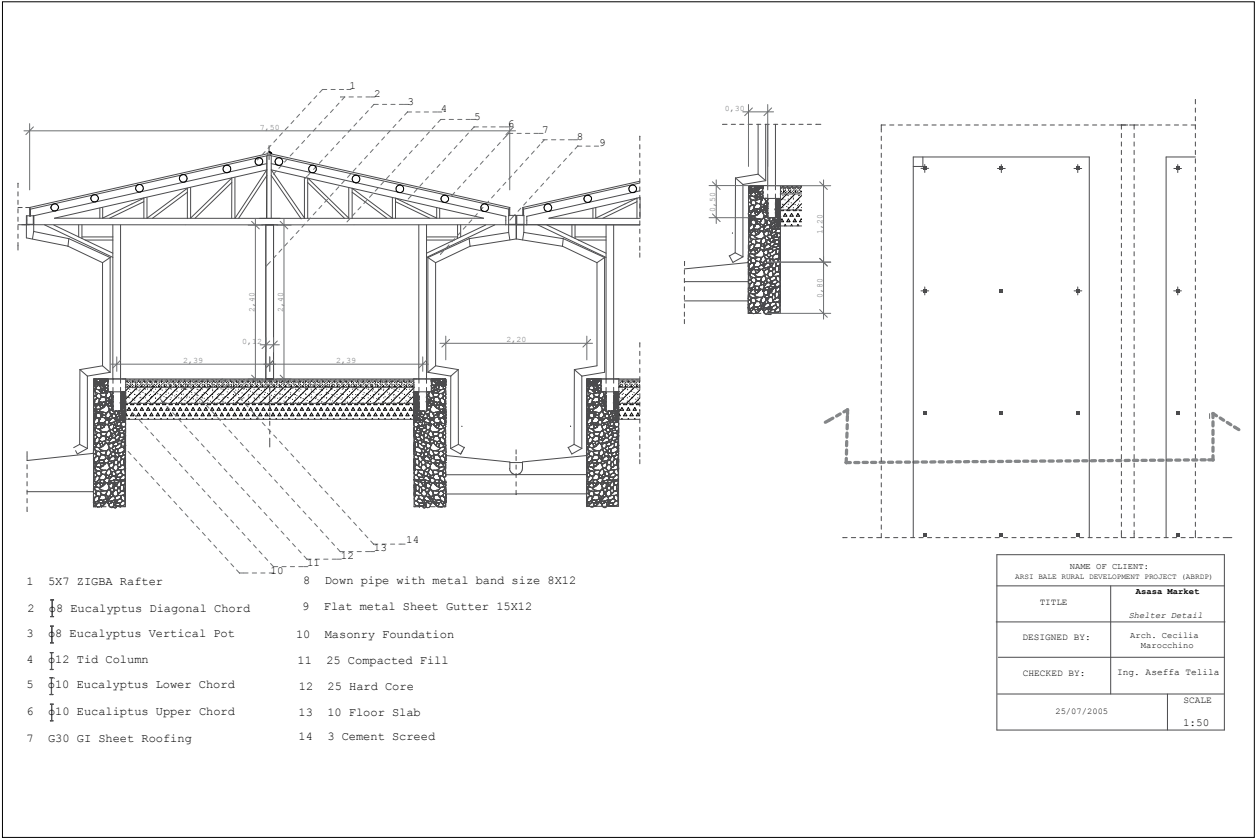 1
2
3
4
5
6
7
8
9
7,50
2,40
2,40
0,12
2,39
2,39
2,20
10
11
12
13
14
0,30
0,50
1,20
0,80
1 5X7 ZIGBA Rafter
2 ϕ8 Eucalyptus Diagonal Chord
3 ϕ8 Eucalyptus Vertical Pot
4 ϕ12 Tid Column
5 ϕ10 Eucalyptus Lower Chord
6 ϕ10 Eucaliptus Upper Chord
7 G30 GI Sheet Roofing
8 Down pipe with metal band size 8X12
9 Flat metal Sheet Gutter 15X12
10 Masonry Foundation
11 25 Compacted Fill
12 25 Hard Core
13 10 Floor Slab
14 3 Cement Screed
NAME OF CLIENT:
ARSI BALE RURAL DEVELOPMENT PROJECT (ABRDP)
TITLE
Asasa Market
Shelter Detail
DESIGNED BY:
Arch. Cecilia
Marocchino
CHECKED BY:
Ing. Aseffa Telila
25/07/2005
SCALE
1:50